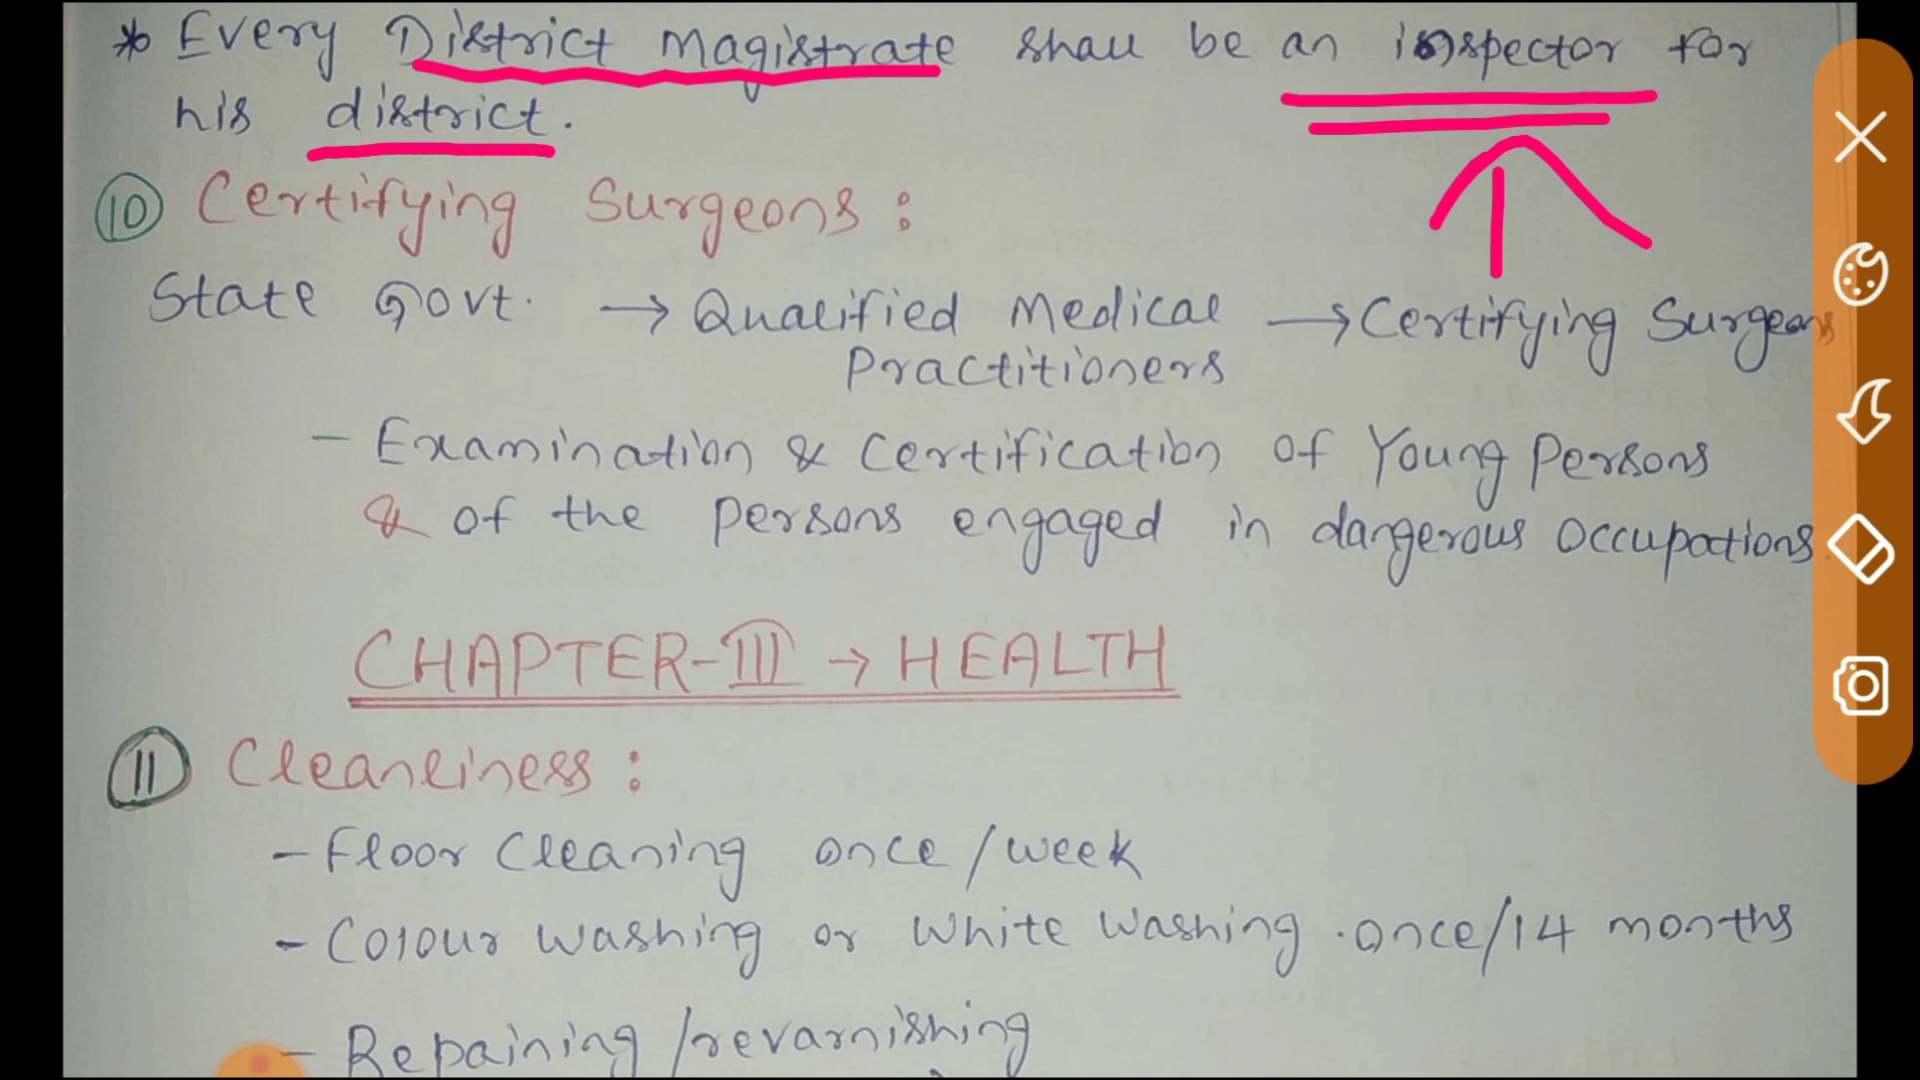 * Every District Magistrate shall be an inspector for
his district.
10 Certifying Surgeons :
State Govt. → Qualified Medical → Certifying Surgeons
Practitioners
- Examination & Certification of Young Persons
& of the Persons engaged in dangerous occupations
CHAPTER-III → HEALTH
11 Cleanliness :
- Floor Cleaning once/week
- Colour washing or White Washing once/14 months
- Repaining/revarnishing